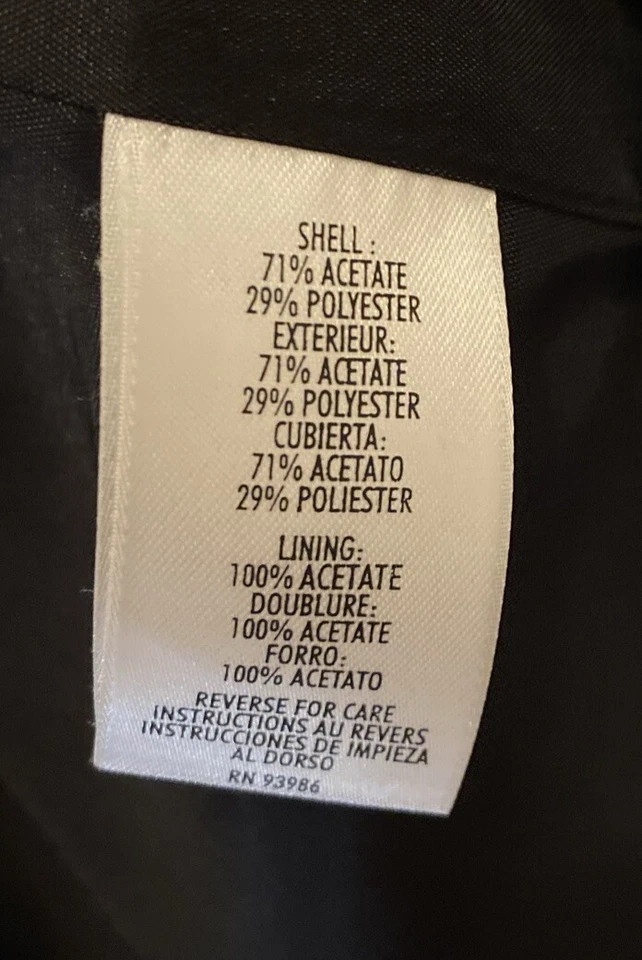 SHELL :
71% ACETATE
29% POLYESTER
EXTERIEUR:
71% ACETATE
29% POLYESTER
CUBIERTA:
71% ACETATO
29% POLIESTER
LINING:
100% ACETATE
DOUBLURE:
100% ACETATE
FORRO:
100% ACETATO
REVERSE FOR CARE
INSTRUCTIONS AU REVERS
INSTRUCCIONES DE IMPIEZA
AL DORSO
RN 93986